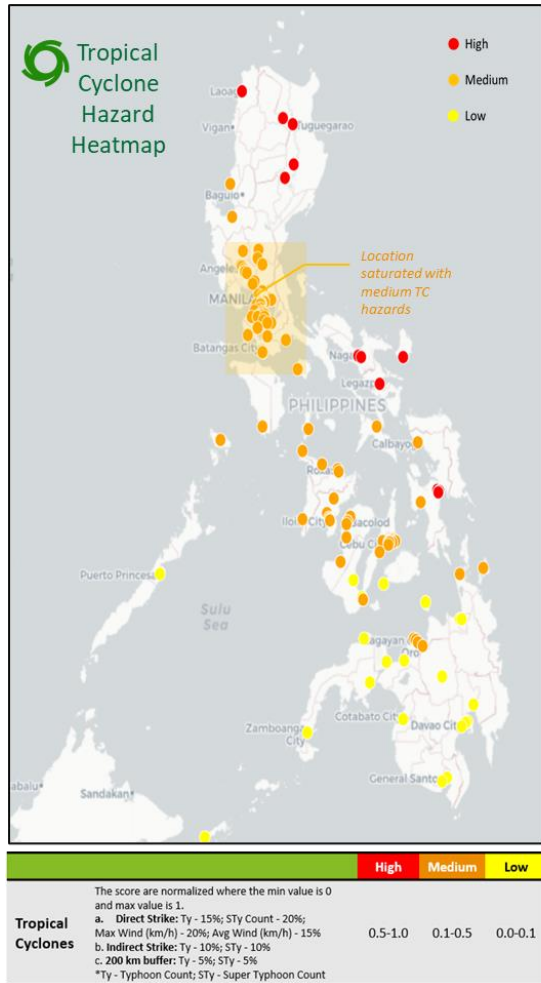 Tropical
Cyclone
Hazard
Heatmap
High
Medium
Low
Laoag
Vigan
Tuguegarao
Baguio
Angeles
Location
saturated with
medium TC
hazards
MANILA
Batangas City
Naga
Legazpi
PHILIPPINES
Calbayog
Roxas
Iloilo City
Bacolod
Cebu City
Puerto Princesa
Sulu
Sea
Cagayan de
Oro
Cotabato City
Davao City
Zamboanga
City
General Santos
Sandakan
High Medium Low
Tropical
Cyclones
The score are normalized where the min value is 0
and max value is 1.
a. Direct Strike: Ty - 15%; STy Count - 20%;
Max Wind (km/h) - 20%; Avg Wind (km/h) - 15%
b. Indirect Strike: Ty - 10%; STy - 10%
c. 200 km buffer: Ty - 5%; STy - 5%
*Ty - Typhoon Count; STy - Super Typhoon Count
0.5-1.0 0.1-0.5 0.0-0.1